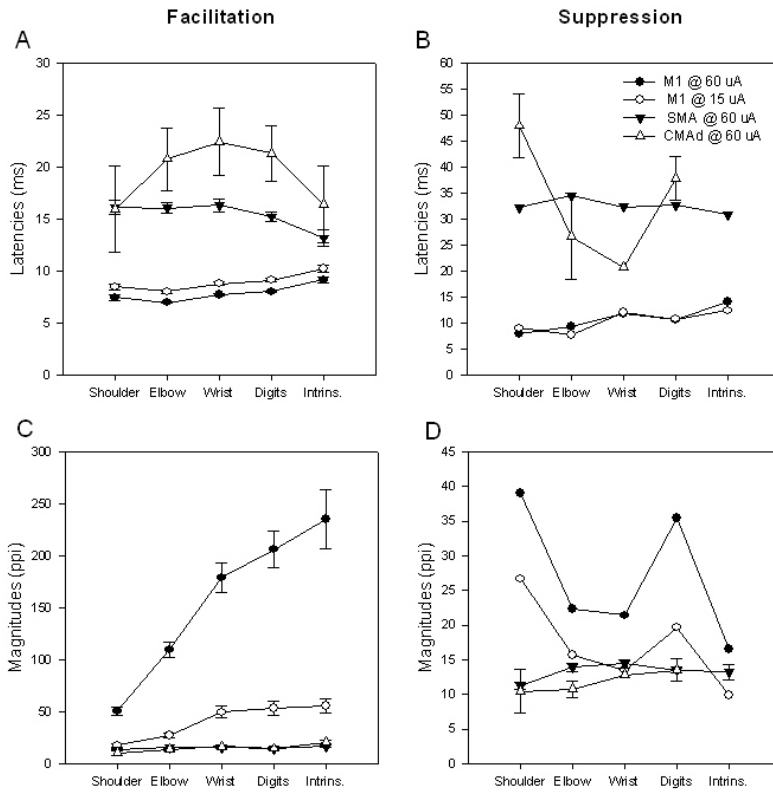 Facilitation
Suppression
A
Latencies (ms)
30
25
20
15
10
5
0
Shoulder Elbow Wrist Digits Intrins.
B
Latencies (ms)
60
55
50
45
40
35
30
25
20
15
10
5
0
M1 @ 60 uA
M1 @ 15 uA
SMA @ 60 uA
CMAd @ 60 uA
Shoulder Elbow Wrist Digits Intrins.
C
Magnitudes (ppi)
300
250
200
150
100
50
0
Shoulder Elbow Wrist Digits Intrins.
D
Magnitudes (ppi)
45
40
35
30
25
20
15
10
5
0
Shoulder Elbow Wrist Digits Intrins.